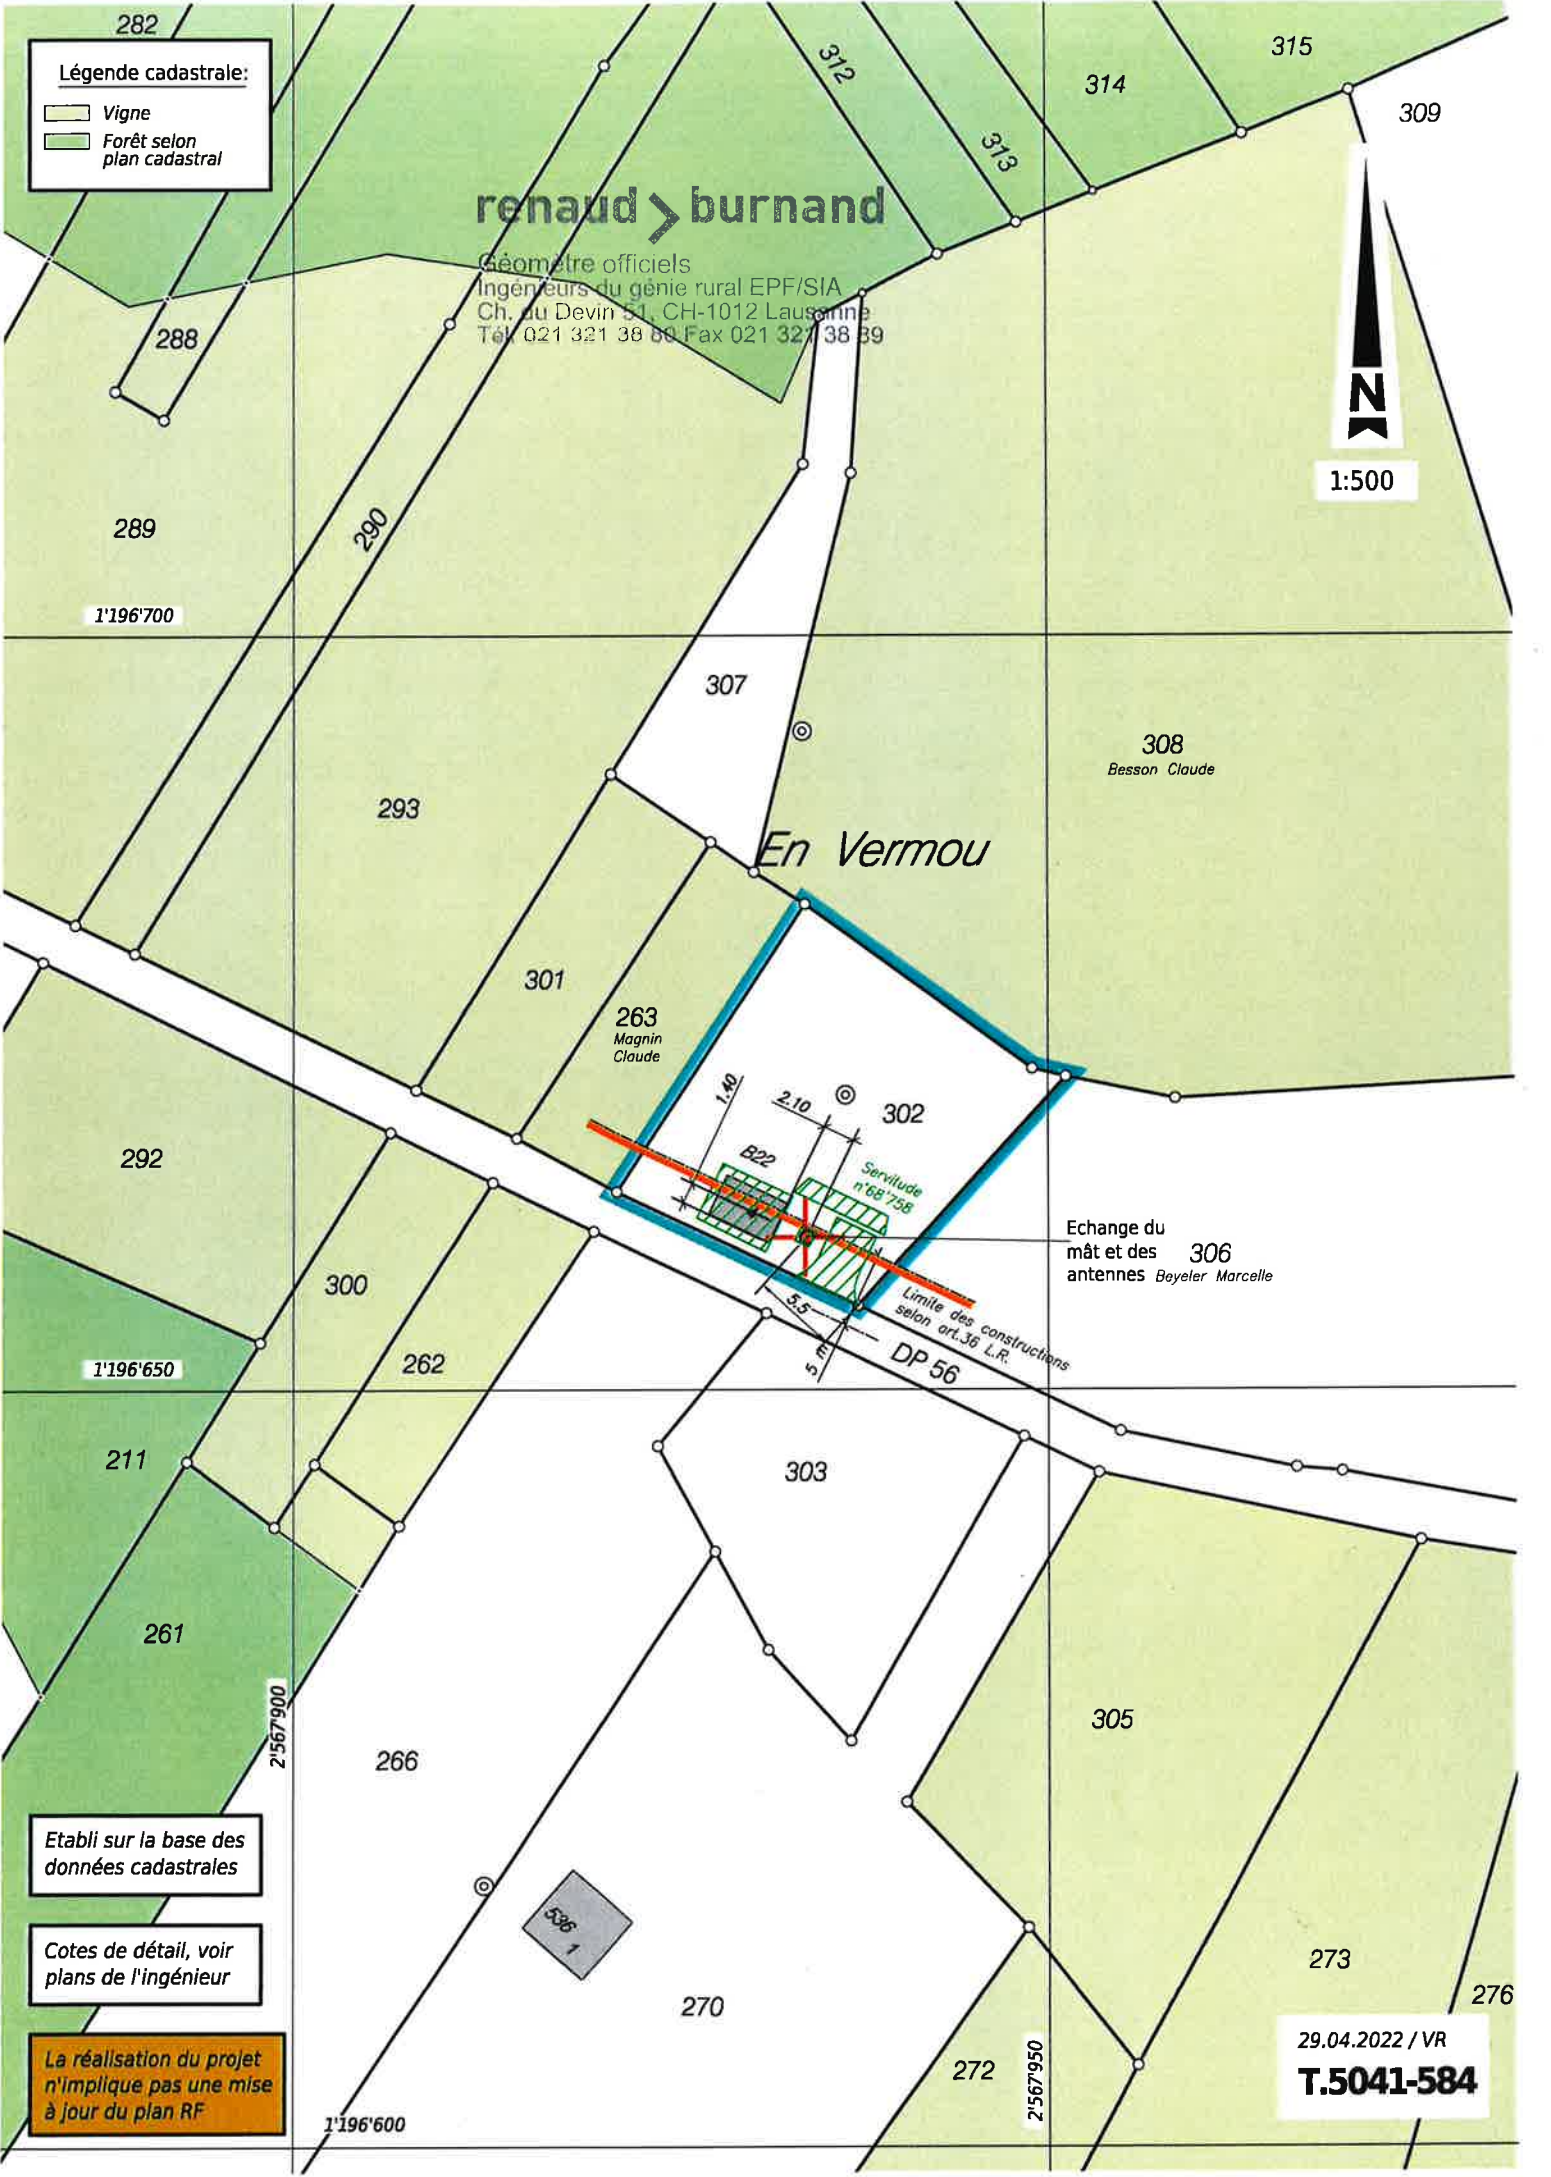 282
Légende cadastrale:
Vigne
Forêt selon
plan cadastral
312
313
314
315
309
renaud burnand
Géomètre officiels
Ingénieurs du génie rural EPF/SIA
Ch. du Devin 51, CH-1012 Lausanne
Tél. 021 321 38 80 Fax 021 321 38 39
288
N
1:500
289
290
1'196'700
307
308
Besson Claude
293
En Vermou
301
263
Magnin
Claude
1.40
2.10
302
292
B22
Servitude
n°68'758
Echange du
mât et des
antennes
306
Beyeler Marcelle
300
5.5
5 m
Limite des constructions
selon art.36 L.R.
DP 56
262
1'196'650
211
303
261
2'567'900
305
266
Etabli sur la base des
données cadastrales
536
1
Cotes de détail, voir
plans de l'ingénieur
273
276
270
La réalisation du projet
n'implique pas une mise
à jour du plan RF
272
2'567'950
29.04.2022 / VR
T.5041-584
1'196'600